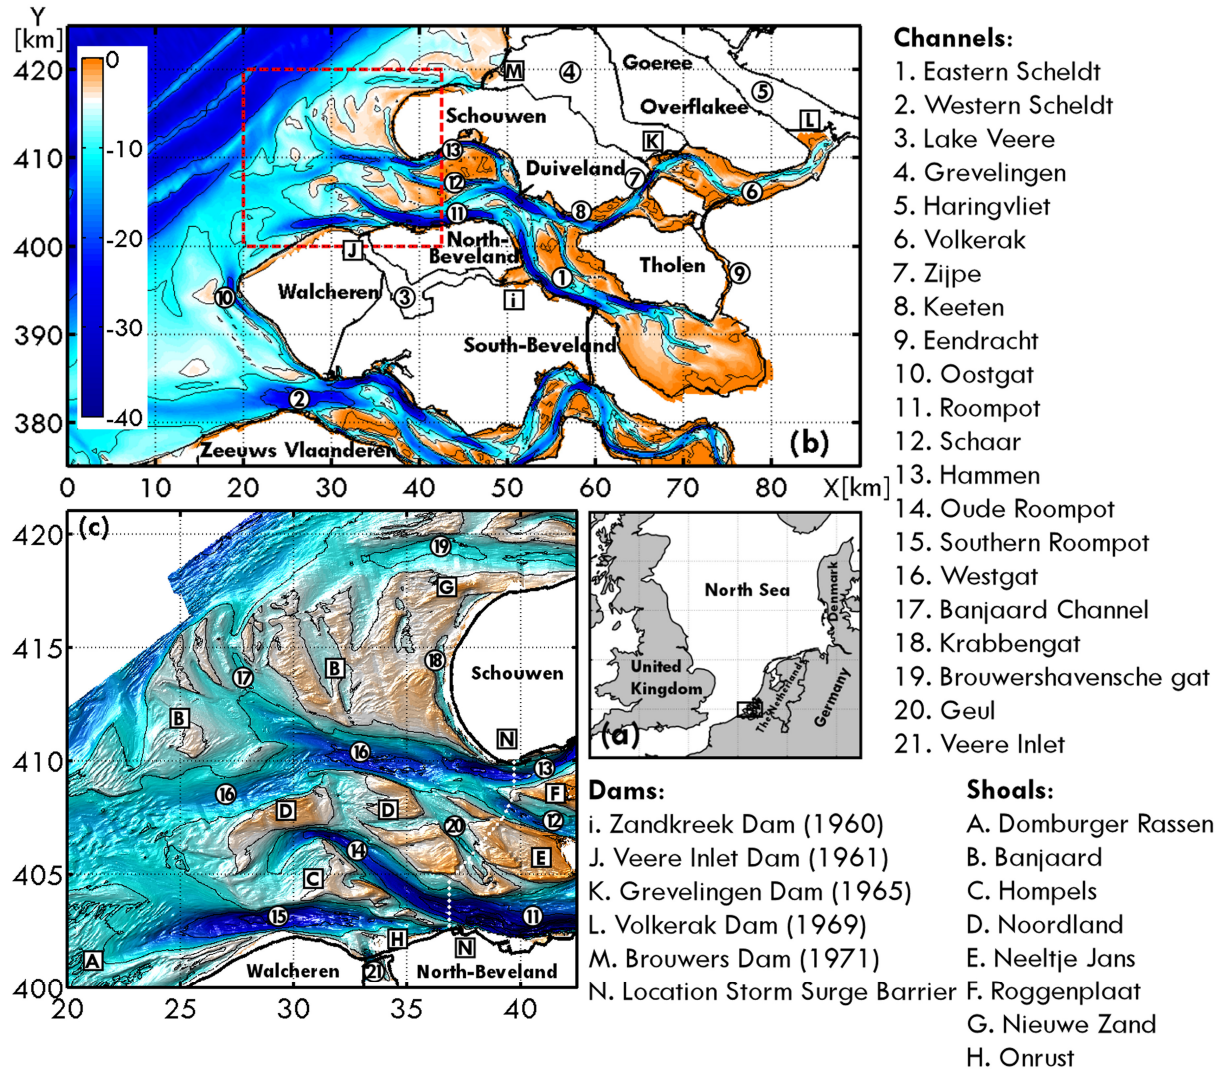 Y
[km]
420
410
400
390
380
0
-10
-20
-30
-40
M
4
Goeree
5
Overflakee
L
Schouwen
K
13
Duiveland
7
12
6
11
8
J
North-
Beveland
Tholen
9
1
10
Walcheren
3
i
South-Beveland
2
Zeeuws Vlaanderen
(b)
0 10 20 30 40 50 60 70 80 X[km]
Channels:
1. Eastern Scheldt
2. Western Scheldt
3. Lake Veere
4. Grevelingen
5. Haringvliet
6. Volkerak
7. Zijpe
8. Keeten
9. Eendracht
10. Oostgat
11. Roompot
12. Schaar
13. Hammen
14. Oude Roompot
15. Southern Roompot
16. Westgat
17. Banjaard Channel
18. Krabbengat
19. Brouwershavensche gat
20. Geul
21. Veere Inlet
(c)
420
415
410
405
400
19
G
18
Schouwen
B
17
B
N
16
13
16
F
D
D
12
20
14
E
C
15
11
H
N
A
Walcheren
21
North-Beveland
20 25 30 35 40
North Sea
Denmark
United
Kingdom
The Netherlands
Germany
(a)
Dams:
i. Zandkreek Dam (1960)
J. Veere Inlet Dam (1961)
K. Grevelingen Dam (1965)
L. Volkerak Dam (1969)
M. Brouwers Dam (1971)
N. Location Storm Surge Barrier
Shoals:
A. Domburger Rassen
B. Banjaard
C. Hompels
D. Noordland
E. Neeltje Jans
F. Roggenplaat
G. Nieuwe Zand
H. Onrust